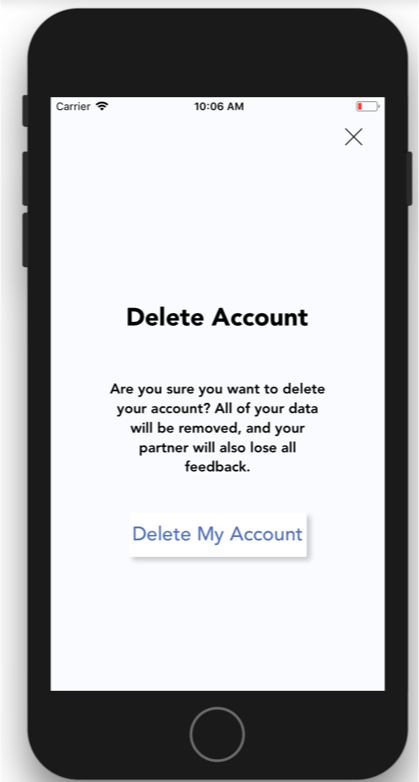 Carrier 10:06 AM
Delete Account
Are you sure you want to delete
your account? All of your data
will be removed, and your
partner will also lose all
feedback.
Delete My Account